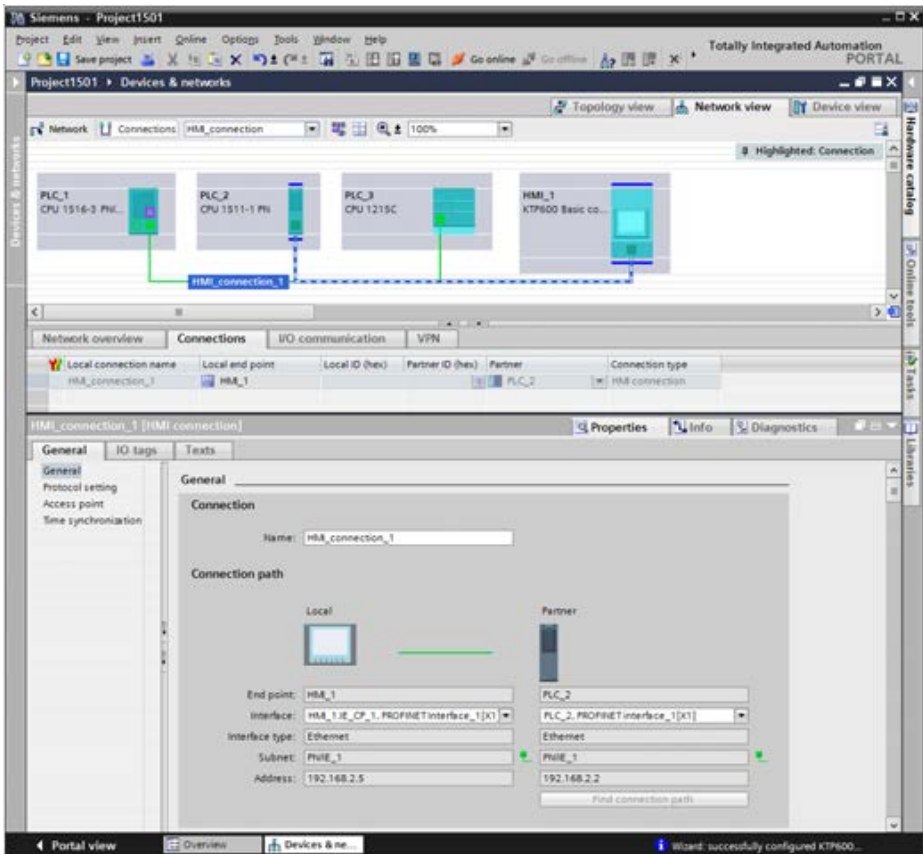 Siemens - Project1501
Project Edit View Insert Online Options Tools Window Help
Totally Integrated Automation
PORTAL
Save project Go online Go offline
Project1501 ▸ Devices & networks
Topology view Network view Device view
Network Connections HMI_connection 100%
Highlighted: Connection
PLC_1
CPU 1516-3 PN/...
PLC_2
CPU 1511-1 PN
PLC_3
CPU 1215C
HMI_1
KTP600 Basic co...
HMI_connection_1
Devices & networks
Hardware catalog
Online tools
Tasks
Libraries
Network overview Connections I/O communication VPN
Local connection name Local end point Local ID (hex) Partner ID (hex) Partner Connection type
HMI_connection_1 HMI_1 PLC_2 HMI connection
HMI_connection_1 [HMI connection]
Properties Info Diagnostics
General IO tags Texts
General
Protocol setting
Access point
Time synchronization
General
Connection
Name: HMI_connection_1
Connection path
Local Partner
End point: HMI_1 PLC_2
Interface: HMI_1.IE_CP_1, PROFINET interface_1[X1] PLC_2, PROFINET interface_1[X1]
Interface type: Ethernet Ethernet
Subnet: PN/IE_1 PN/IE_1
Address: 192.168.2.5 192.168.2.2
Find connection path
Portal view Overview Devices & ne... Wizard: successfully configured KTP600...